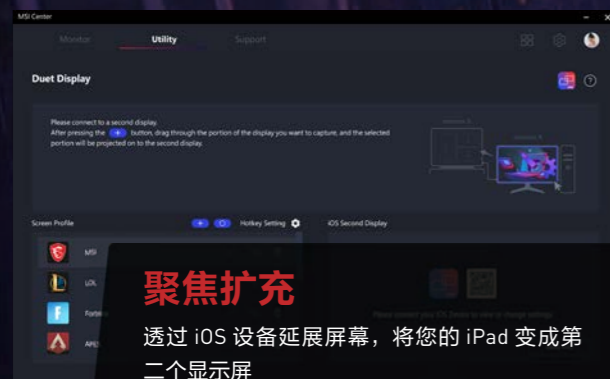 MSI Center
Monitor
Utility
Support
Duet Display
Please connect to a second display.
After pressing the + button, drag through the portion of the display you want to capture, and the selected
portion will be projected on to the second display.
Screen Profile
Hotkey Setting
iOS Second Display
MSI
LOL
聚焦扩充
透过 iOS 设备延展屏幕，将您的 iPad 变成第
二个显示屏